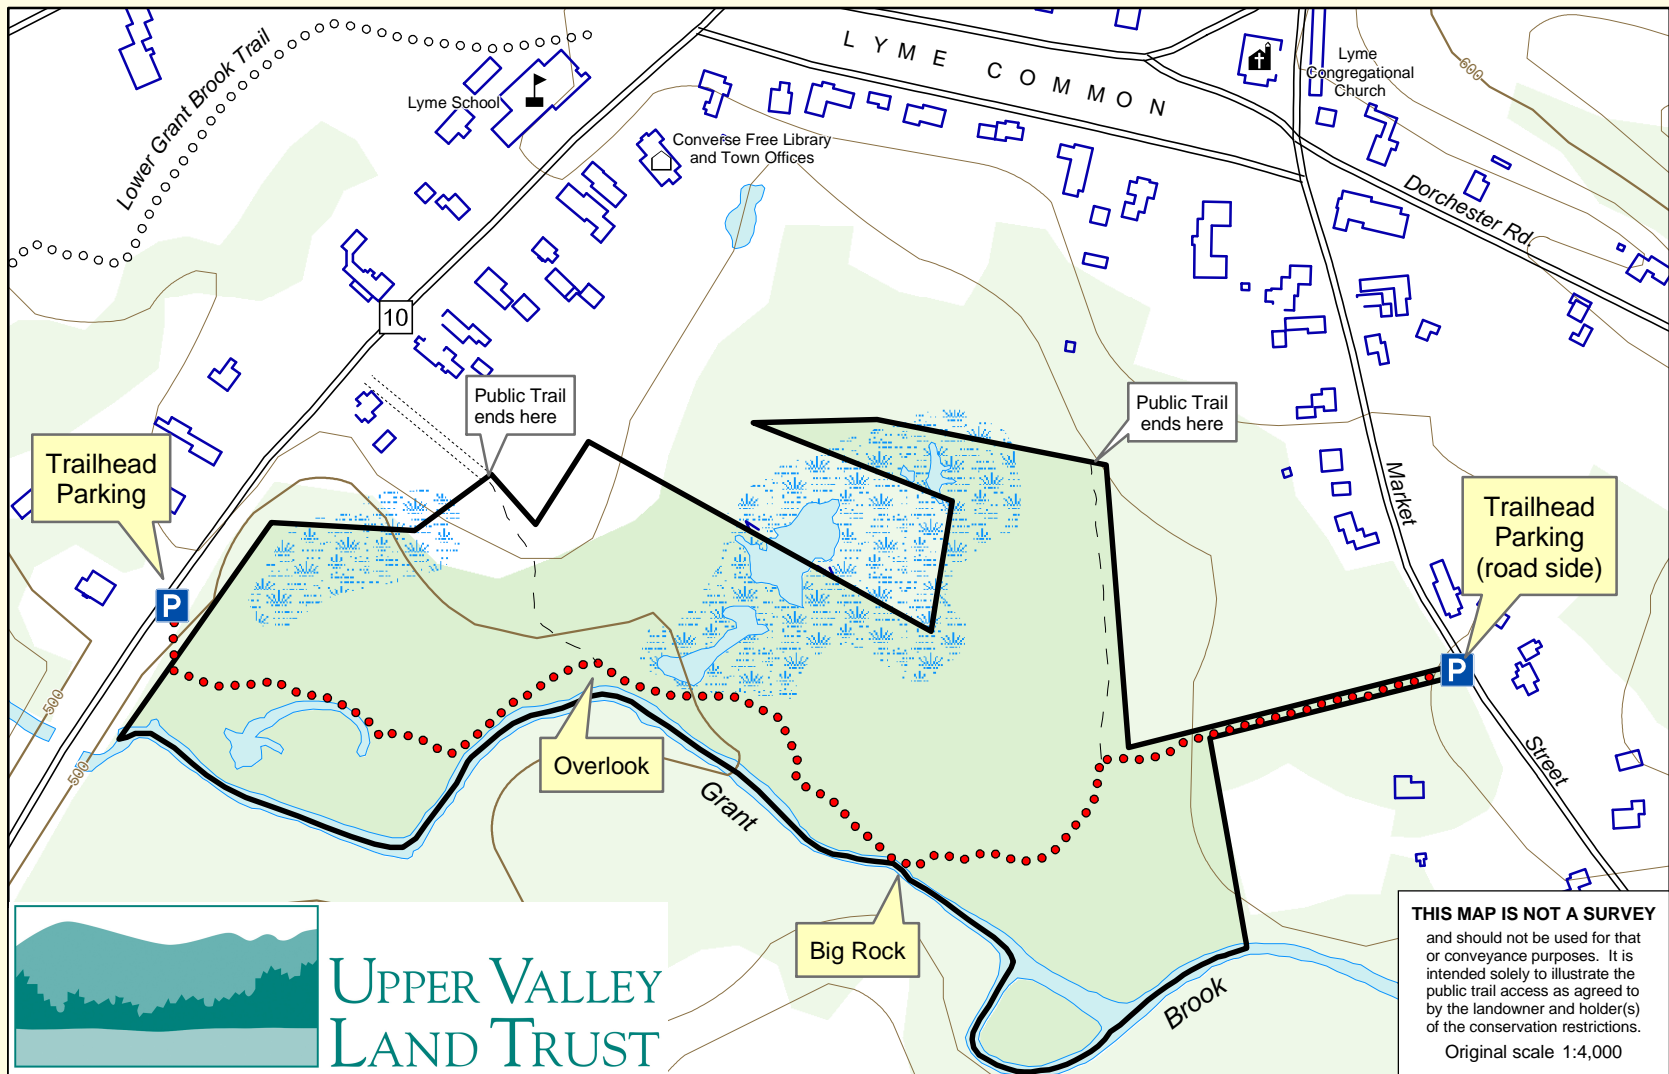 Lower Grant Brook Trail
Lyme School
LYME COMMON
Lyme
Congregational
Church
600
Converse Free Library
and Town Offices
Dorchester Rd.
10
Public Trail
ends here
Public Trail
ends here
Trailhead
Parking
P
Market
Street
Trailhead
Parking
(road side)
P
500
500
Overlook
Grant
Brook
Big Rock
UPPER VALLEY
LAND TRUST
THIS MAP IS NOT A SURVEY
and should not be used for that
or conveyance purposes. It is
intended solely to illustrate the
public trail access as agreed to
by the landowner and holder(s)
of the conservation restrictions.
Original scale 1:4,000